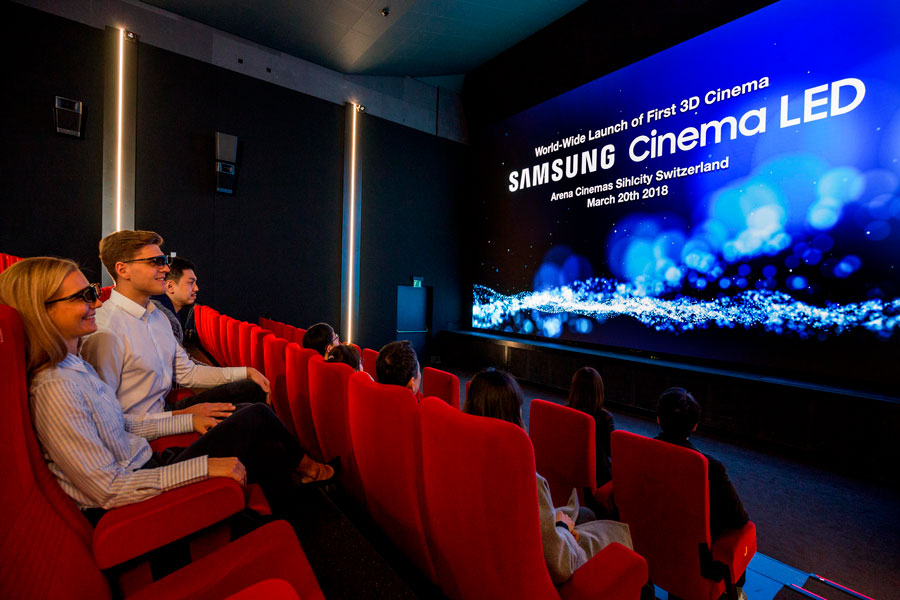 World-Wide Launch of First 3D Cinema
SAMSUNG Cinema LED
Arena Cinemas Sihlcity Switzerland
March 20th 2018